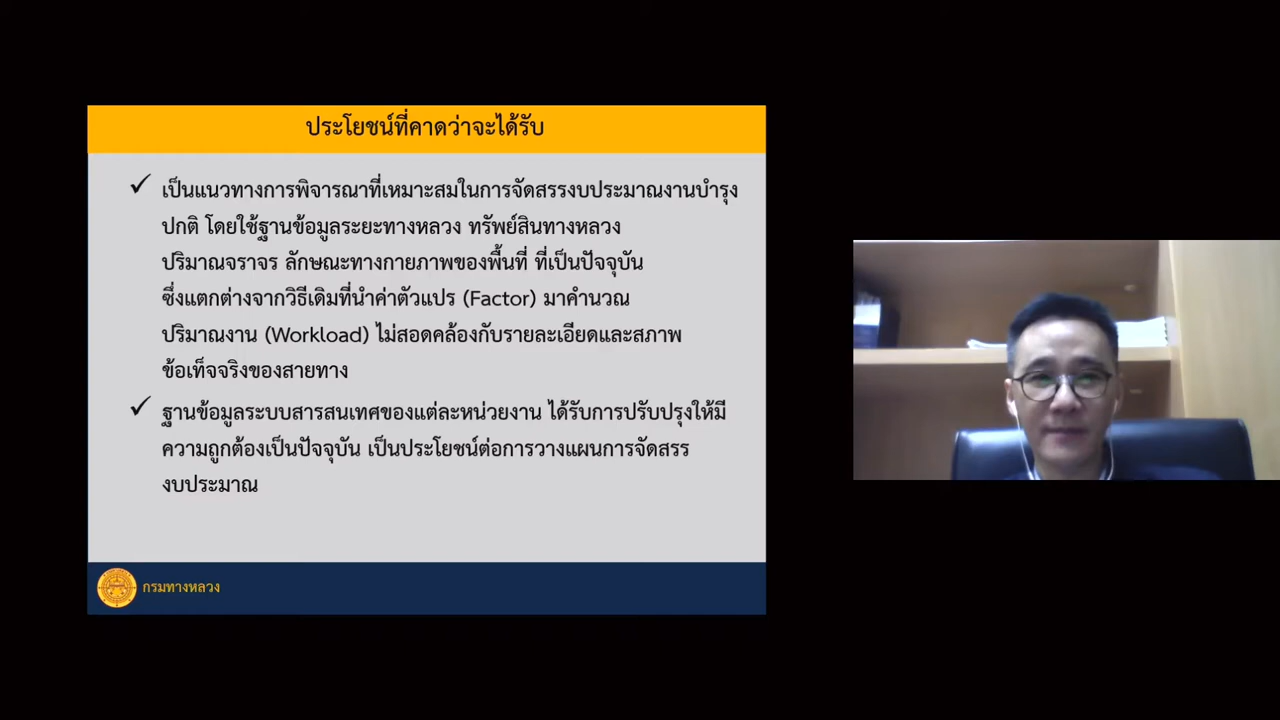 ประโยชน์ที่คาดว่าจะได้รับ
✓ เป็นแนวทางการพิจารณาที่เหมาะสมในการจัดสรรงบประมาณงานบำรุง
ปกติ โดยใช้ฐานข้อมูลระยะทางหลวง ทรัพย์สินทางหลวง
ปริมาณจราจร ลักษณะทางกายภาพของพื้นที่ ที่เป็นปัจจุบัน
ซึ่งแตกต่างจากวิธีเดิมที่นำค่าตัวแปร (Factor) มาคำนวณ
ปริมาณงาน (Workload) ไม่สอดคล้องกับรายละเอียดและสภาพ
ข้อเท็จจริงของสายทาง
✓ ฐานข้อมูลระบบสารสนเทศของแต่ละหน่วยงาน ได้รับการปรับปรุงให้มี
ความถูกต้องเป็นปัจจุบัน เป็นประโยชน์ต่อการวางแผนการจัดสรร
งบประมาณ
กรมทางหลวง